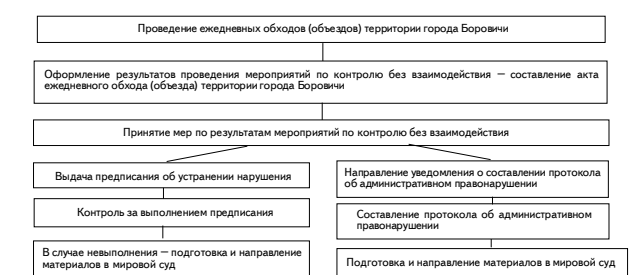 Проведение ежедневных обходов (объездов) территории города Боровичи
Оформление результатов проведения мероприятий по контролю без взаимодействия – составление акта
ежедневного обхода (объезда) территории города Боровичи
Принятие мер по результатам мероприятий по контролю без взаимодействия
Выдача предписания об устранении нарушения
Контроль за выполнением предписания
В случае невыполнения – подготовка и направление
материалов в мировой суд
Направление уведомления о составлении протокола
об административном правонарушении
Составление протокола об административном
правонарушении
Подготовка и направление материалов в мировой суд